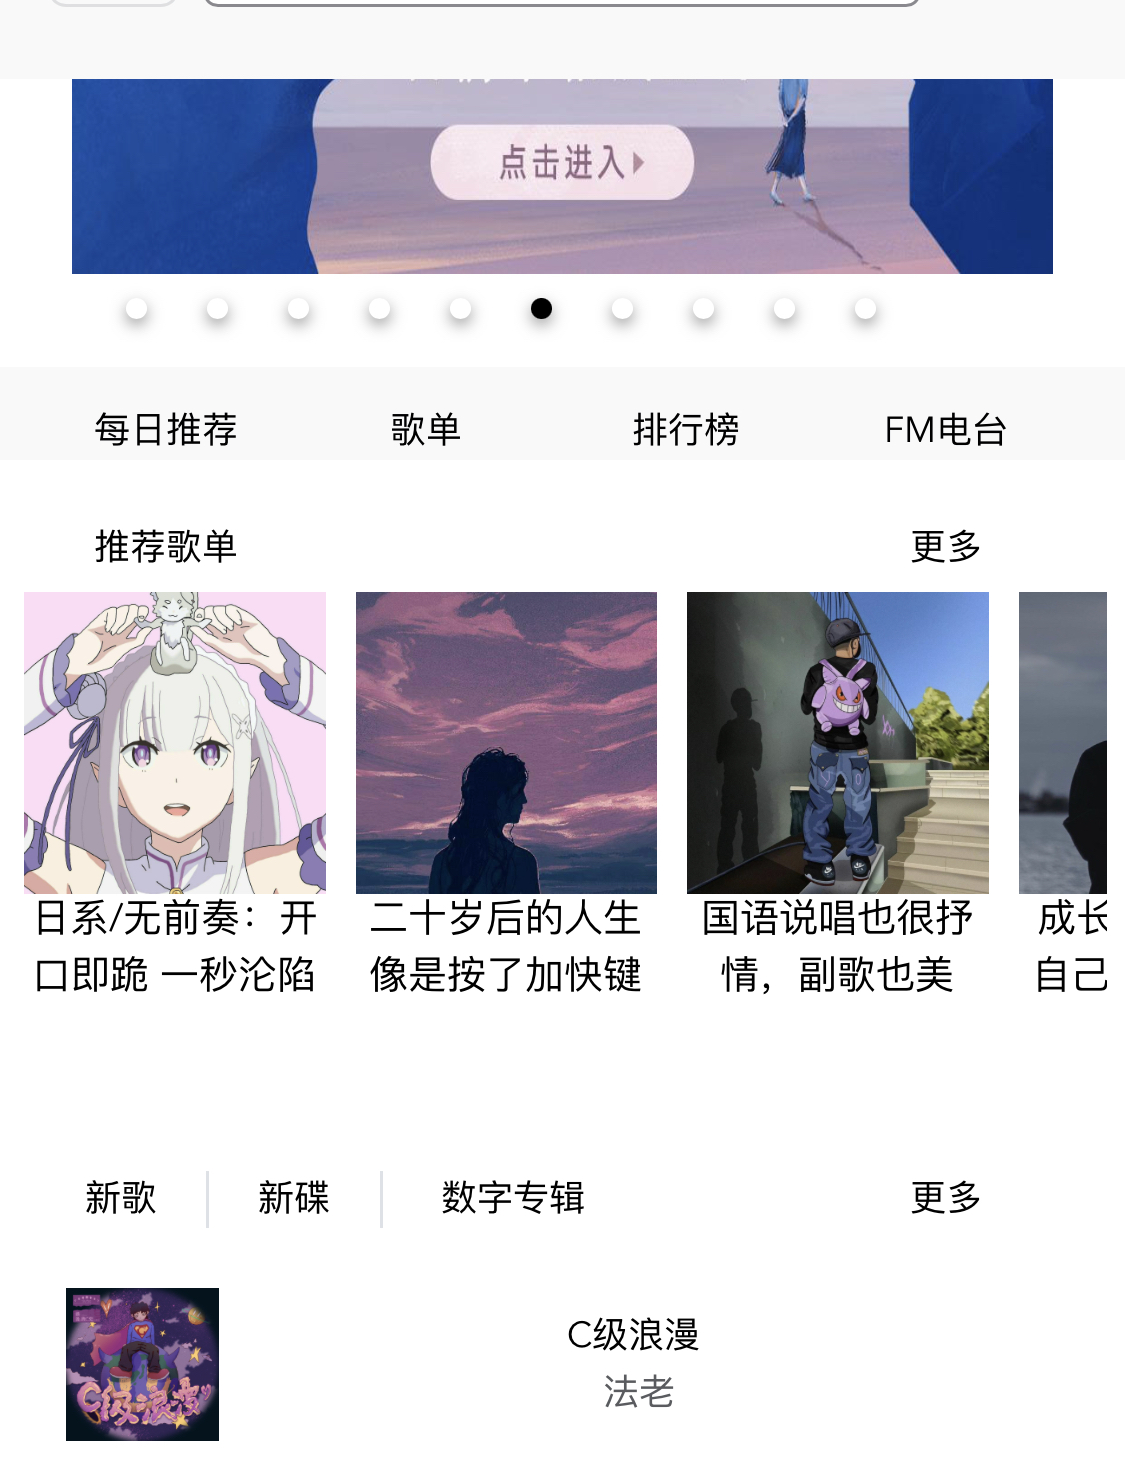 点击进入
每日推荐 歌单 排行榜 FM电台
推荐歌单 更多
日系/无前奏：开
口即跪 一秒沦陷
二十岁后的人生
像是按了加快键
国语说唱也很抒
情，副歌也美
成长
自己
新歌 新碟 数字专辑 更多
C级浪漫
C级浪漫
法老